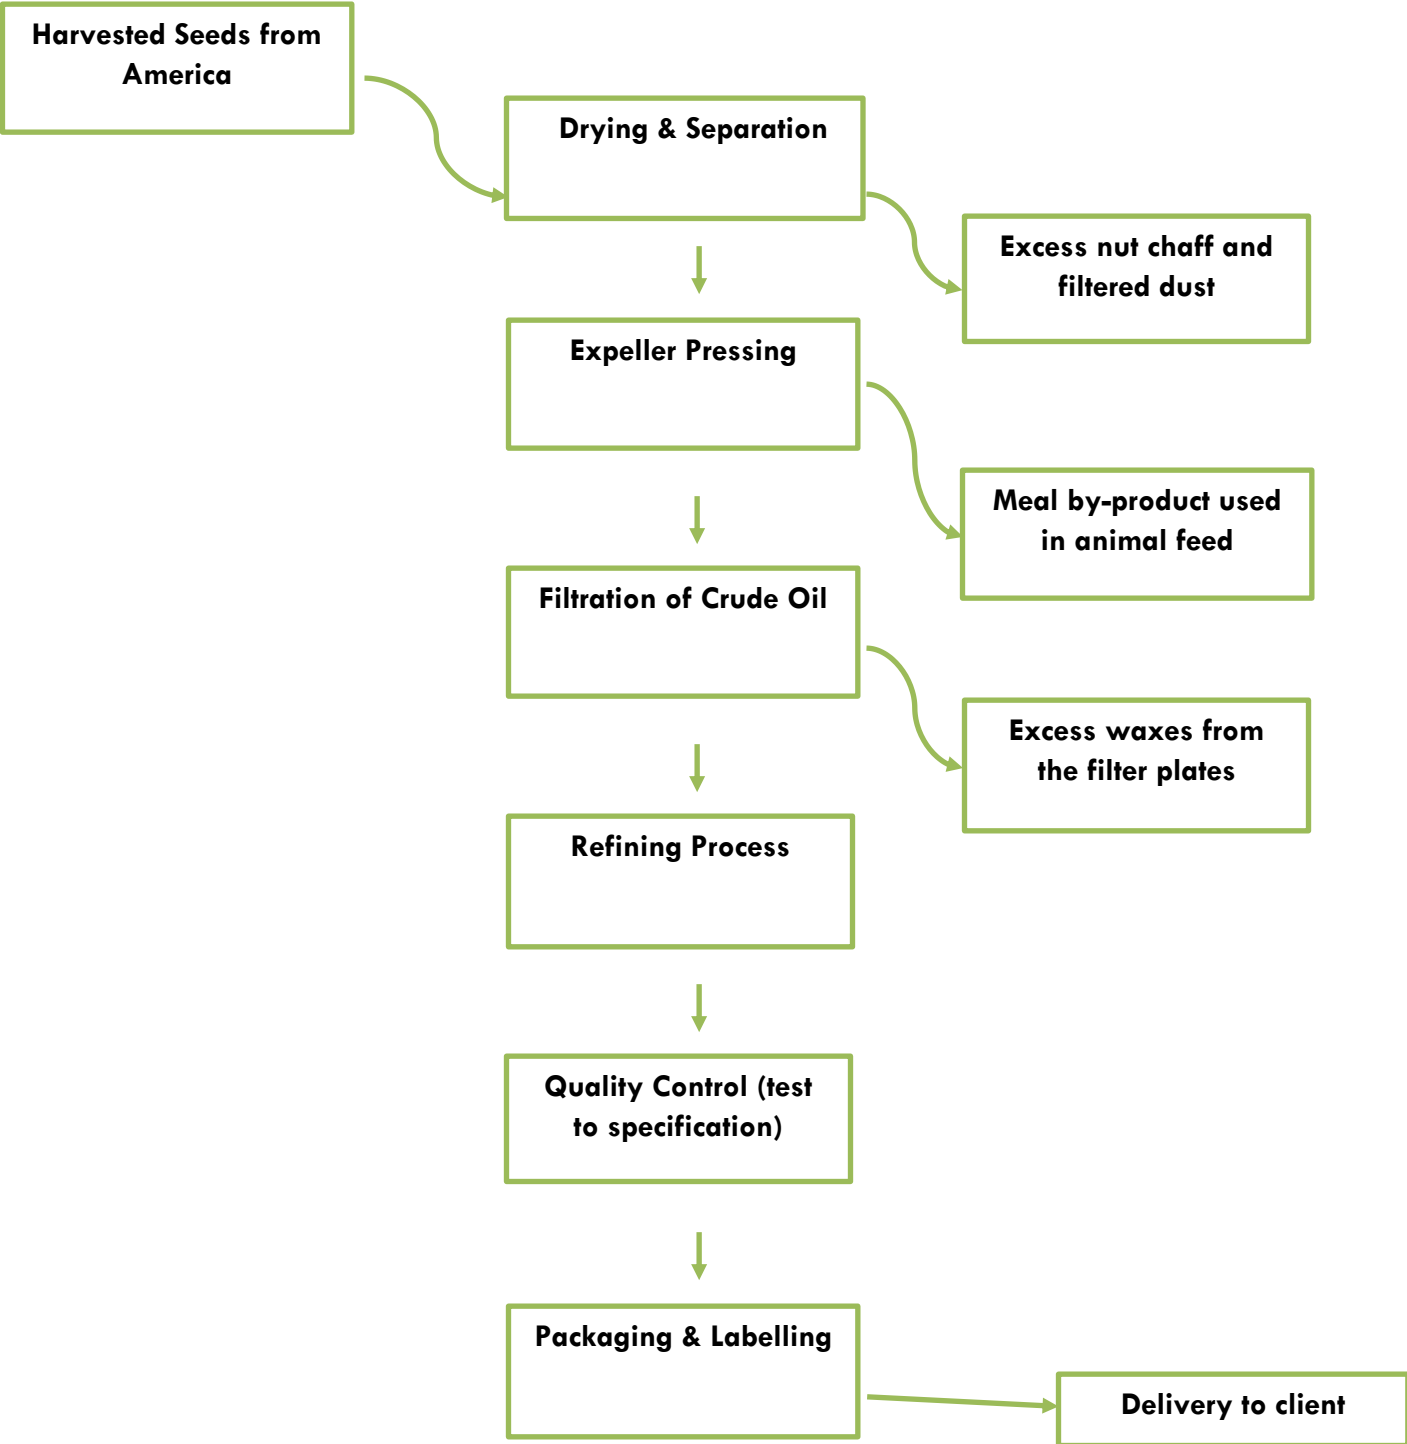 Harvested Seeds from
America
Drying & Separation
Excess nut chaff and
filtered dust
Expeller Pressing
Meal by-product used
in animal feed
Filtration of Crude Oil
Excess waxes from
the filter plates
Refining Process
Quality Control (test
to specification)
Packaging & Labelling
Delivery to client